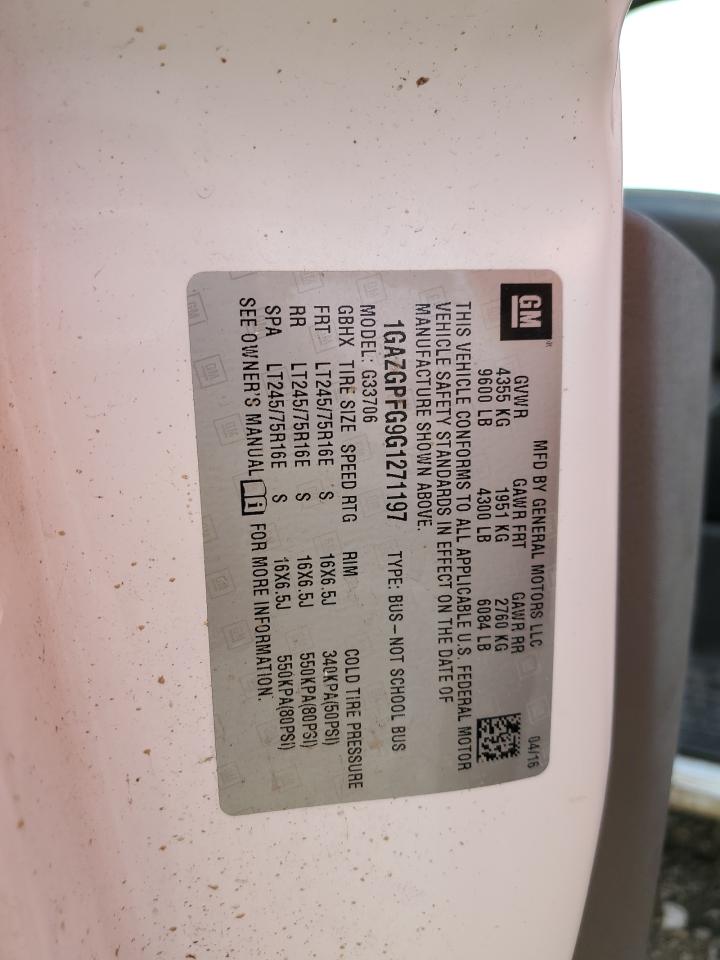 GM
MFD BY GENERAL MOTORS LLC 04/16
GVWR GAWR FRT GAWR RR
4355 KG 1951 KG 2760 KG
9600 LB 4300 LB 6084 LB
THIS VEHICLE CONFORMS TO ALL APPLICABLE U.S. FEDERAL MOTOR
VEHICLE SAFETY STANDARDS IN EFFECT ON THE DATE OF
MANUFACTURE SHOWN ABOVE.
1GAZGPFG9G1271197 TYPE: BUS-NOT SCHOOL BUS
MODEL: G33706
GBHX TIRE SIZE SPEED RTG RIM COLD TIRE PRESSURE
FRT LT245/75R16E S 16X6.5J 340KPA(50PSI)
RR LT245/75R16E S 16X6.5J 550KPA(80PSI)
SPA LT245/75R16E S 16X6.5J 550KPA(80PSI)
SEE OWNER'S MANUAL i FOR MORE INFORMATION.